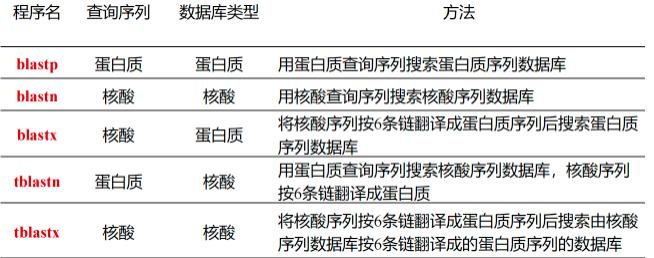 程序名 查询序列 数据库类型 方法
blastp 蛋白质 蛋白质 用蛋白质查询序列搜索蛋白质序列数据库
blastn 核酸 核酸 用核酸查询序列搜索核酸序列数据库
blastx 核酸 蛋白质 将核酸序列按6条链翻译成蛋白质序列后搜索蛋白质
序列数据库
tblastn 蛋白质 核酸 用蛋白质查询序列搜索核酸序列数据库，核酸序列
按6条链翻译成蛋白质
tblastx 核酸 核酸 将核酸序列按6条链翻译成蛋白质序列后搜索由核酸
序列数据库按6条链翻译成的蛋白质序列的数据库